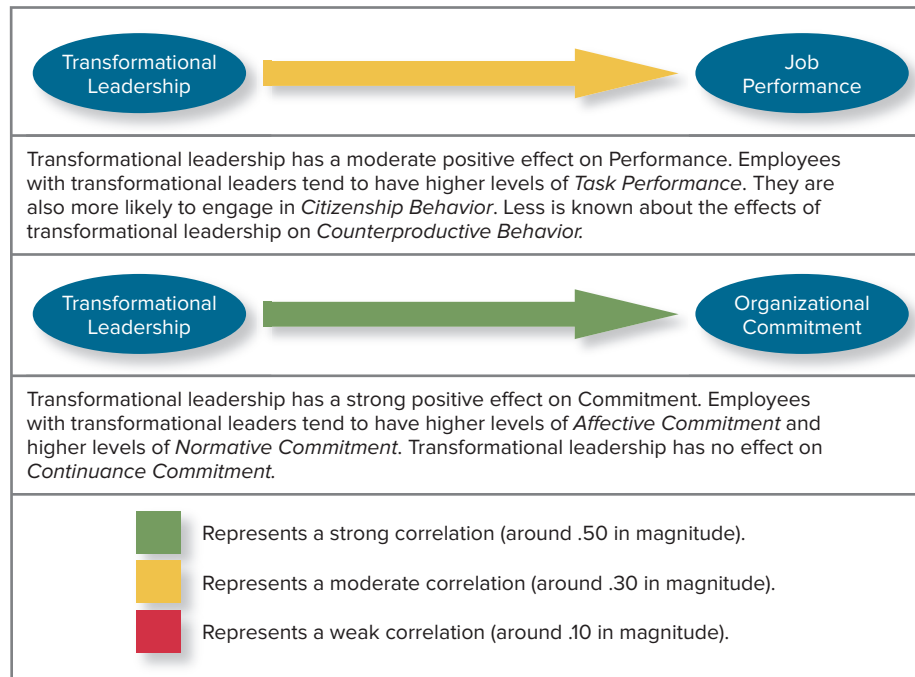 Transformational
Leadership
Job
Performance
Transformational leadership has a moderate positive effect on Performance. Employees
with transformational leaders tend to have higher levels of Task Performance. They are
also more likely to engage in Citizenship Behavior. Less is known about the effects of
transformational leadership on Counterproductive Behavior.
Transformational
Leadership
Organizational
Commitment
Transformational leadership has a strong positive effect on Commitment. Employees
with transformational leaders tend to have higher levels of Affective Commitment and
higher levels of Normative Commitment. Transformational leadership has no effect on
Continuance Commitment.
Represents a strong correlation (around .50 in magnitude).
Represents a moderate correlation (around .30 in magnitude).
Represents a weak correlation (around .10 in magnitude).